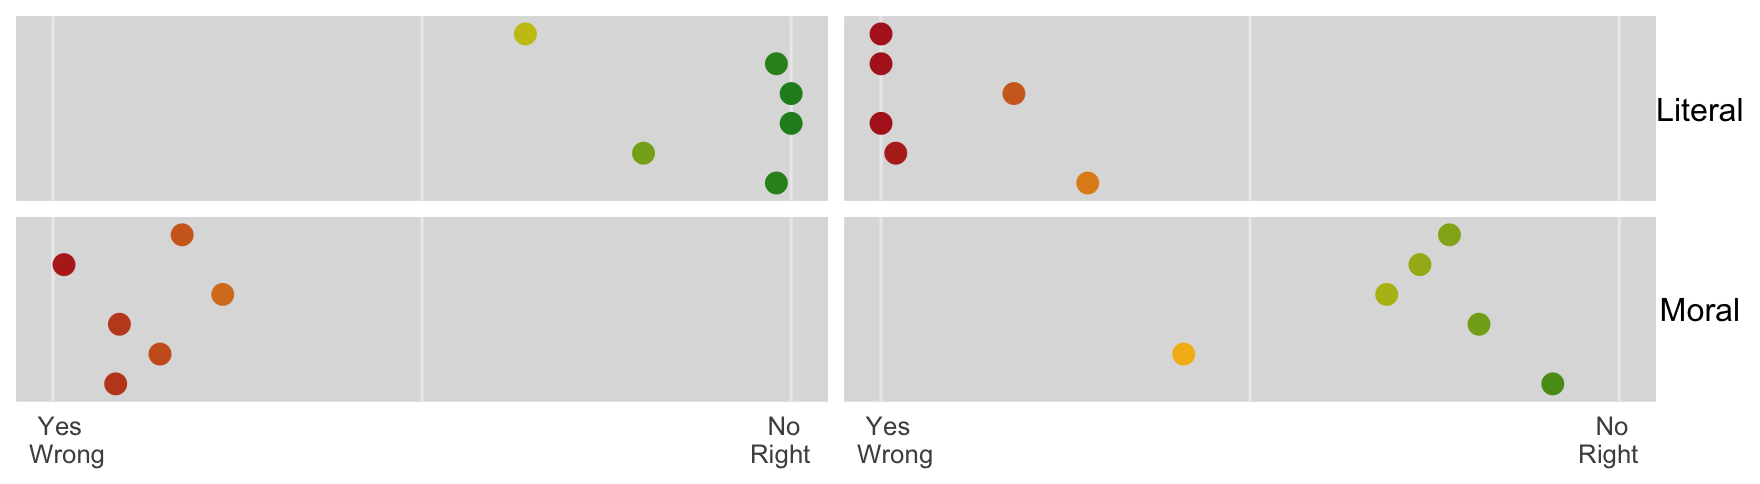 Literal
Moral
Yes
Wrong
No
Right
Yes
Wrong
No
Right